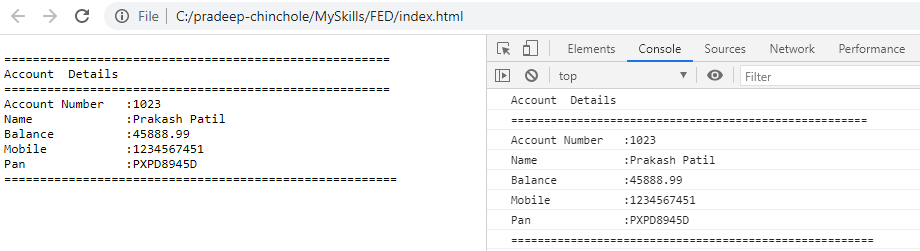 File C:/pradeep-chinchole/MySkills/FED/index.html
======================================================
Account  Details
======================================================
Account Number   :1023
Name             :Prakash Patil
Balance          :45888.99
Mobile           :1234567451
Pan              :PXPD8945D
=======================================================
Elements Console Sources Network Performance
top Filter
Account  Details
======================================================
Account Number   :1023
Name             :Prakash Patil
Balance          :45888.99
Mobile           :1234567451
Pan              :PXPD8945D
=======================================================